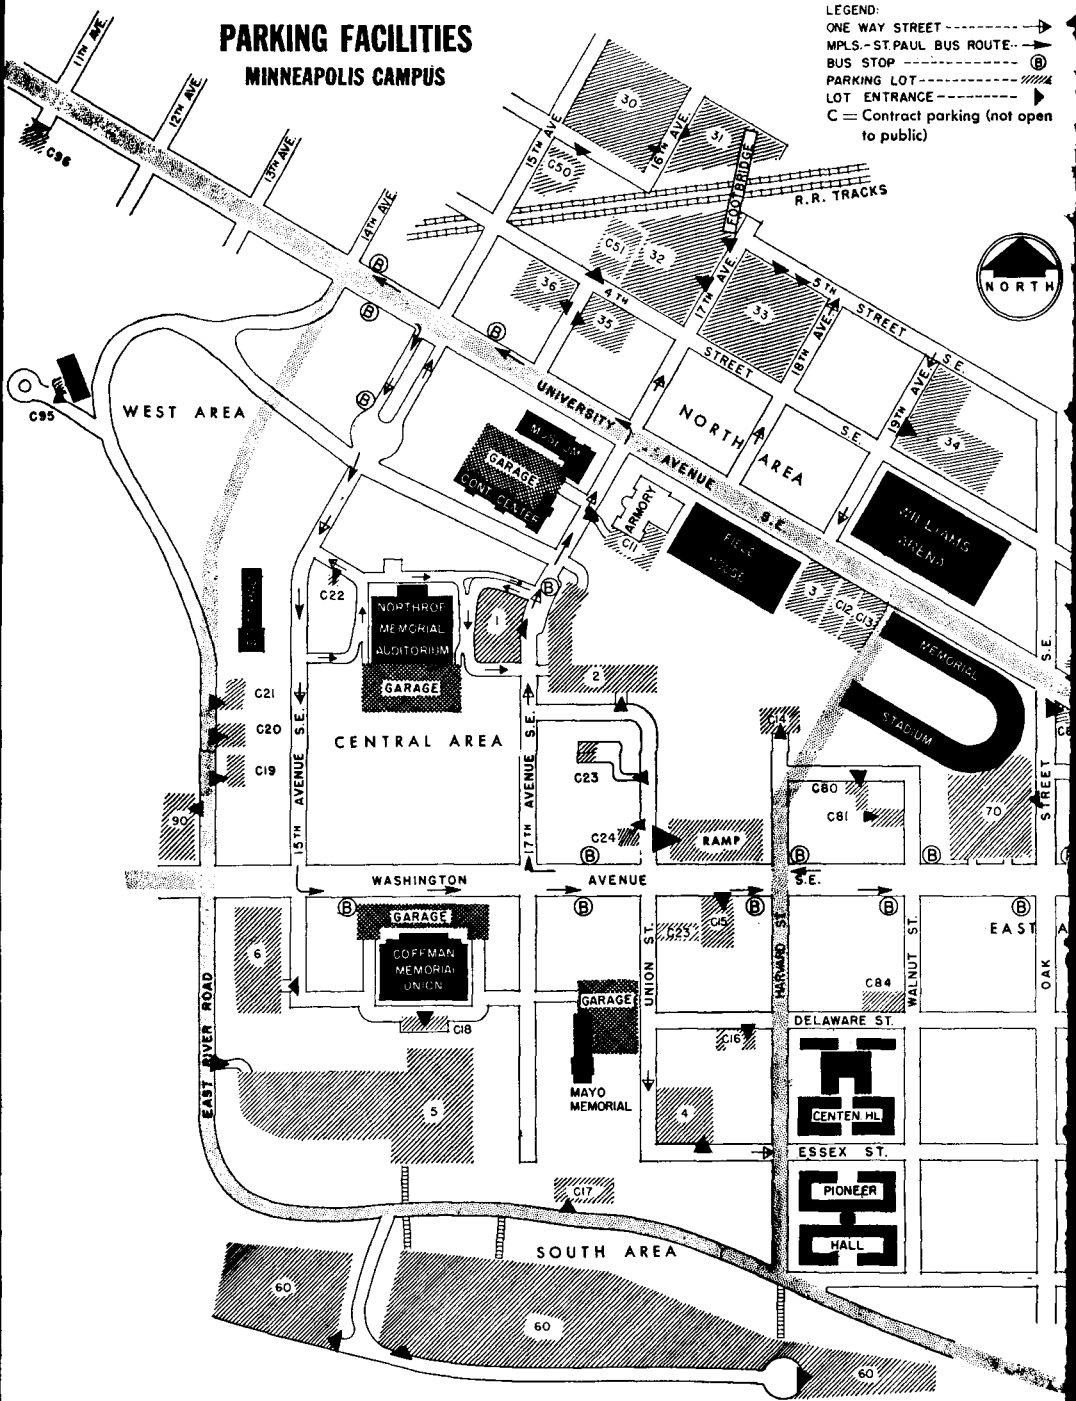 PARKING FACILITIES
MINNEAPOLIS CAMPUS
LEGEND:
ONE WAY STREET
MPLS.-ST. PAUL BUS ROUTE
BUS STOP Ⓑ
PARKING LOT
LOT ENTRANCE
C = Contract parking (not open
to public)
NORTH
11TH AVE.
12TH AVE.
13TH AVE.
14TH AVE.
15TH AVE
16TH AVE.
30
31
C50
C96
FOOTBRIDGE
R.R. TRACKS
C51
32
17TH AVE.
33
18TH AVE.
5TH
STREET
S.E.
36
35
4TH
STREET
S.E.
19TH AVE.
34
B
B
B
B
C95
WEST AREA
UNIVERSITY
AVENUE
S.E.
NORTH
AREA
MUSEUM
GARAGE
CONT. CENTER
ARMORY
C11
FIELD
HOUSE
WILLIAMS
ARENA
3
C12
C13
C22
NORTHROP
MEMORIAL
AUDITORIUM
GARAGE
1
B
2
MEMORIAL
STADIUM
S.E.
STREET
C21
C20
C19
90
CENTRAL AREA
15TH AVENUE S.E.
17TH AVENUE S.E.
C23
C24
RAMP
C14
C80
C81
70
B
B
B
B
WASHINGTON
AVENUE
S.E.
B
B
B
B
B
GARAGE
COFFMAN
MEMORIAL
UNION
C18
6
EAST RIVER ROAD
5
GARAGE
MAYO
MEMORIAL
UNION ST.
C25
C15
C16
4
HARVARD ST.
WALNUT ST.
C84
EAST A
OAK
DELAWARE ST.
CENTEN HL
ESSEX ST.
PIONEER
HALL
C17
SOUTH AREA
60
60
60